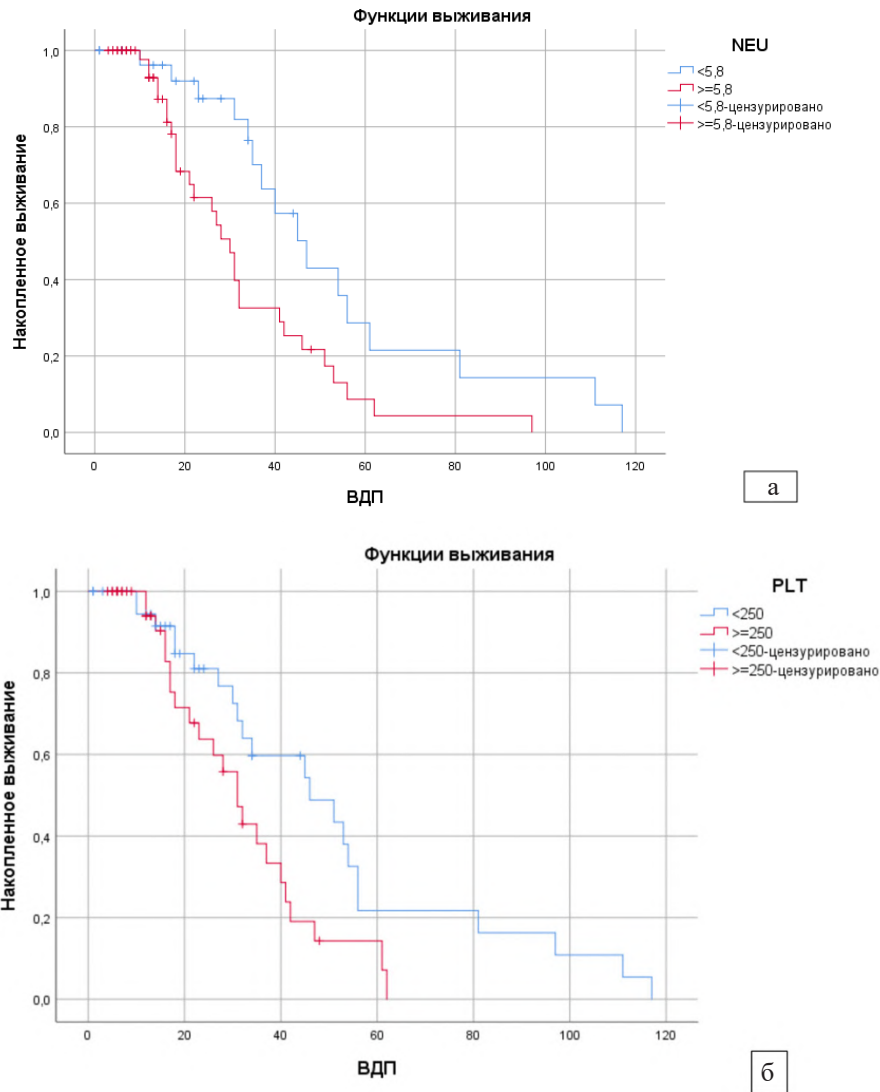 Функции выживания
NEU
<5,8
>=5,8
<5,8-цензурировано
>=5,8-цензурировано
Накопленное выживание
1,0
0,8
0,6
0,4
0,2
0,0
0 20 40 60 80 100 120
ВДП
а
Функции выживания
PLT
<250
>=250
<250-цензурировано
>=250-цензурировано
Накопленное выживание
1,0
0,8
0,6
0,4
0,2
0,0
0 20 40 60 80 100 120
ВДП
б